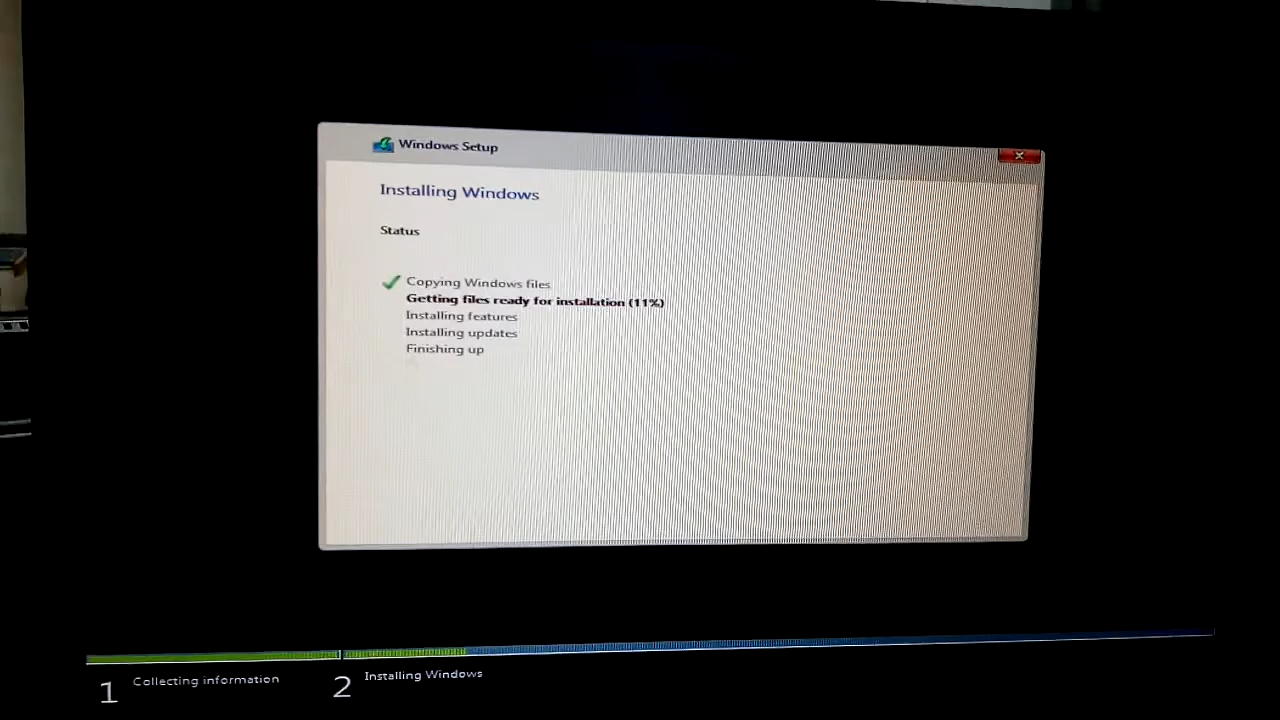 Windows Setup
Installing Windows
Status
Copying Windows files
Getting files ready for installation (11%)
Installing features
Installing updates
Finishing up
1 Collecting information
2 Installing Windows